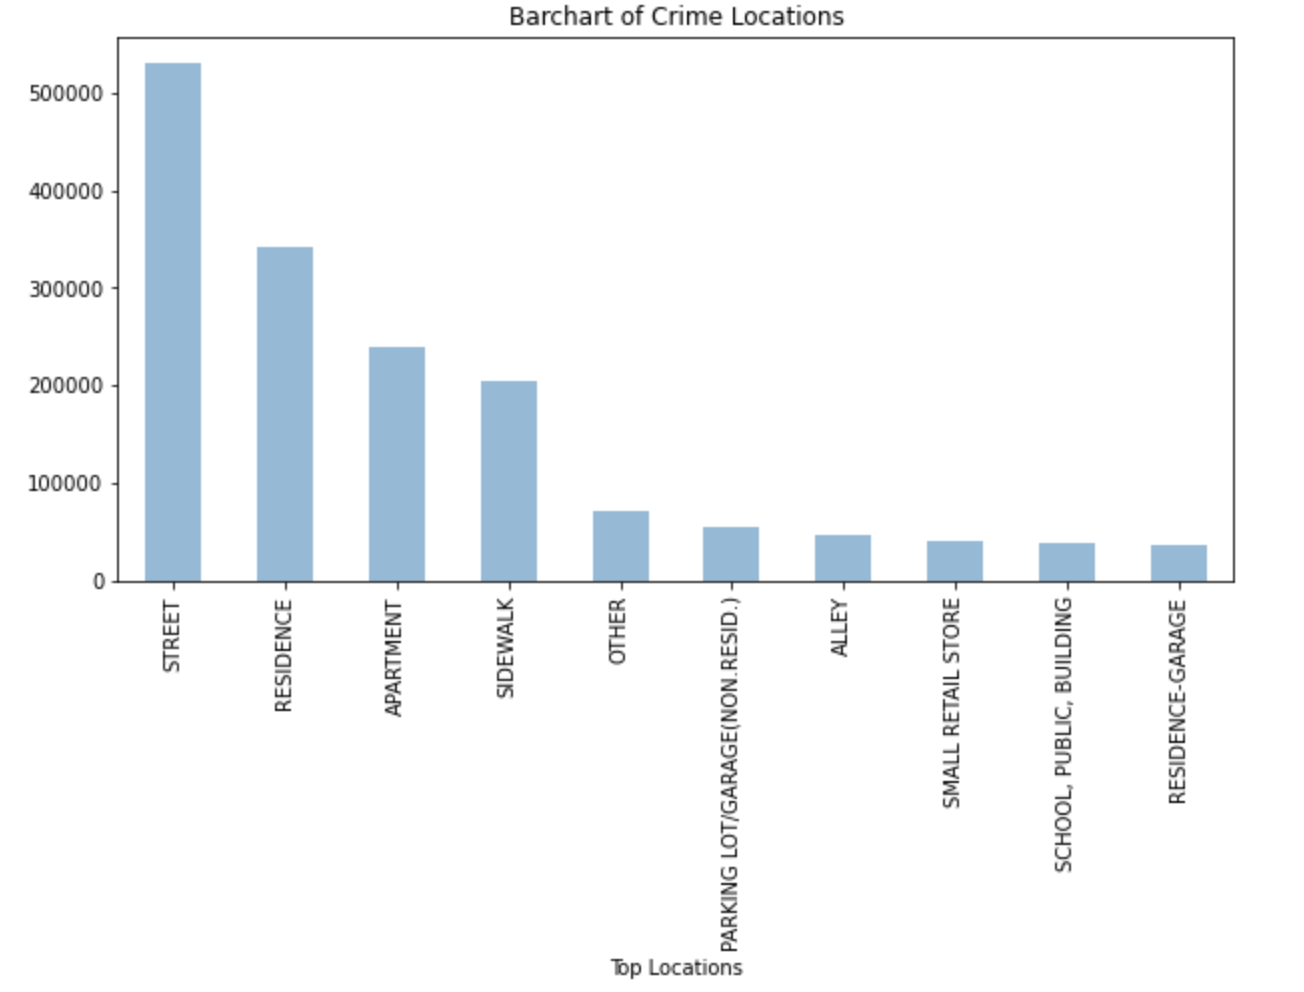 Barchart of Crime Locations
500000
400000
300000
200000
100000
0
STREET
RESIDENCE
APARTMENT
SIDEWALK
OTHER
PARKING LOT/GARAGE(NON.RESID.)
ALLEY
SMALL RETAIL STORE
SCHOOL, PUBLIC, BUILDING
RESIDENCE-GARAGE
Top Locations